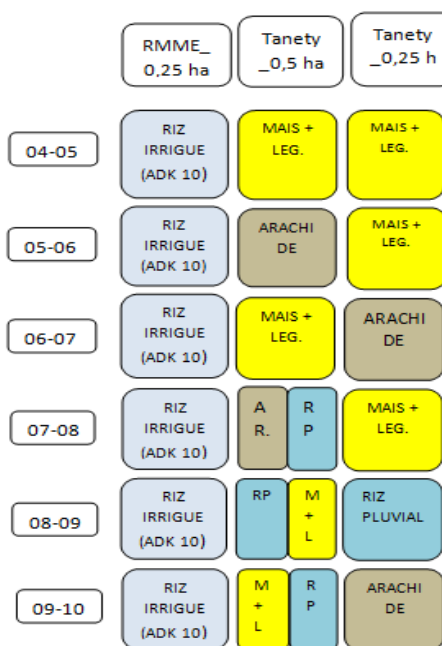 RMME_
0,25 ha
Tanety
_0,5 ha
Tanety
_0,25 h
04-05
RIZ
IRRIGUE
(ADK 10)
MAIS +
LEG.
MAIS +
LEG.
05-06
RIZ
IRRIGUE
(ADK 10)
ARACHI
DE
MAIS +
LEG.
06-07
RIZ
IRRIGUE
(ADK 10)
MAIS +
LEG.
ARACHI
DE
07-08
RIZ
IRRIGUE
(ADK 10)
A
R.
R
P
MAIS +
LEG.
08-09
RIZ
IRRIGUE
(ADK 10)
RP
M
+
L
RIZ
PLUVIAL
09-10
RIZ
IRRIGUE
(ADK 10)
M
+
L
R
P
ARACHI
DE